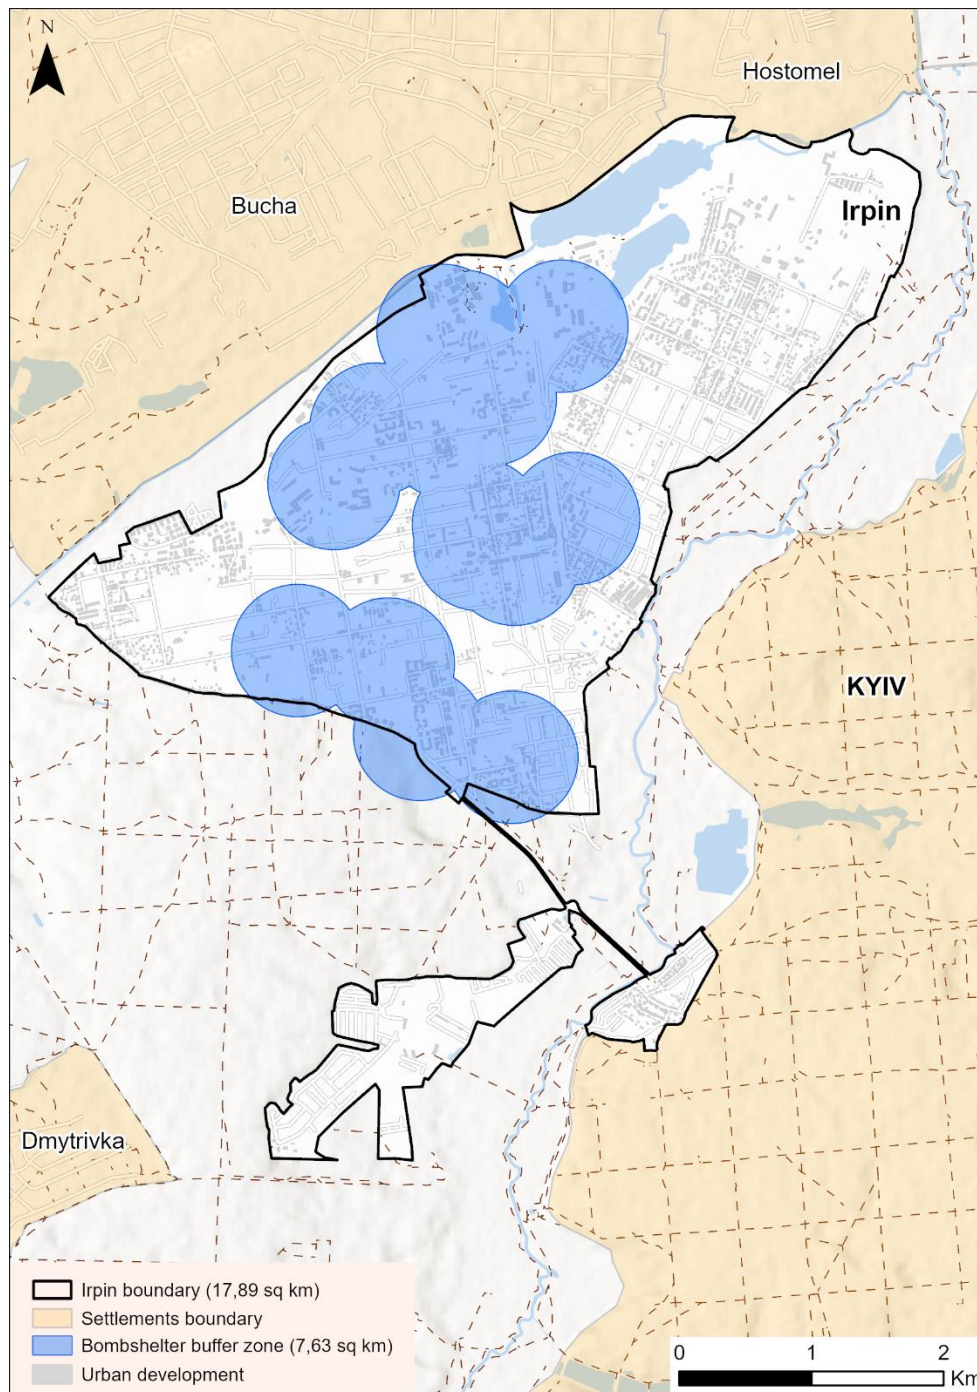 N
Hostomel
Bucha
Irpin
KYIV
Dmytrivka
Irpin boundary (17,89 sq km)
Settlements boundary
Bombshelter buffer zone (7,63 sq km)
Urban development
0 1 2
Km